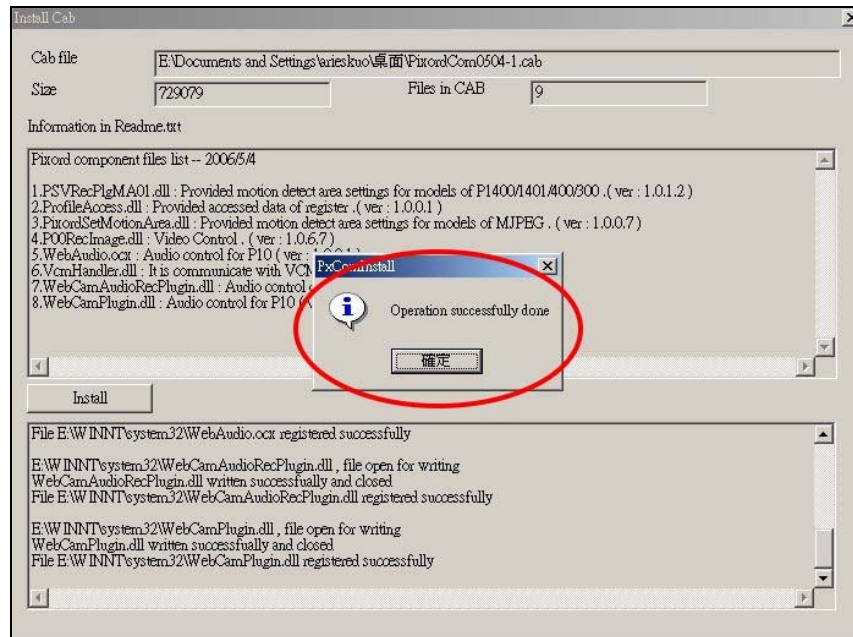 Install Cab
Cab file
E:\Documents and Settings\arieskuo\桌面\PixordCom0504-1.cab
Size
729079
Files in CAB
9
Information in Readme.txt
Pixord component files list -- 2006/5/4
1.PSVRecPlgMA01.dll : Provided motion detect area settings for models of P1400/1401/400/300 .( ver : 1.0.1.2 )
2.ProfileAccess.dll : Provided accessed data of register .( ver : 1.0.0.1 )
3.PixordSetMotionArea.dll : Provided motion detect area settings for models of MJPEG . ( ver : 1.0.0.7 )
4.P00RecImage.dll : Video Control . ( ver : 1.0.6.7 )
5.WebAudio.ocx : Audio control for P10 ( ver :
6.VcmHandler.dll : It is communicate with VCM
7.WebCamAudioRecPlugin.dll : Audio control
8.WebCamPlugin.dll : Audio control for P10 (
PxComInstall
Operation successfully done
確定
Install
File E:\WINNT\system32\WebAudio.ocx registered successfully
E:\WINNT\system32\WebCamAudioRecPlugin.dll , file open for writing
WebCamAudioRecPlugin.dll written successfually and closed
File E:\WINNT\system32\WebCamAudioRecPlugin.dll registered successfully
E:\WINNT\system32\WebCamPlugin.dll , file open for writing
WebCamPlugin.dll written successfually and closed
File E:\WINNT\system32\WebCamPlugin.dll registered successfully